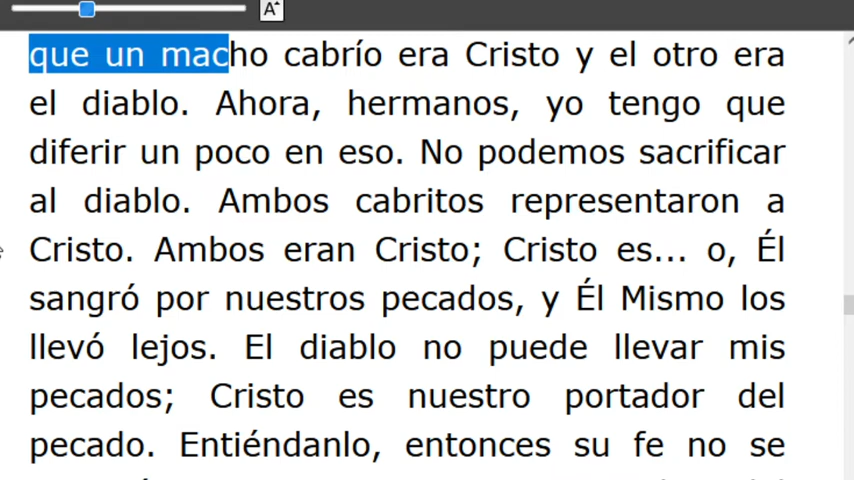 A
que un macho cabrío era Cristo y el otro era
el diablo. Ahora, hermanos, yo tengo que
diferir un poco en eso. No podemos sacrificar
al diablo. Ambos cabritos representaron a
Cristo. Ambos eran Cristo; Cristo es... o, Él
sangró por nuestros pecados, y Él Mismo los
llevó lejos. El diablo no puede llevar mis
pecados; Cristo es nuestro portador del
pecado. Entiéndanlo, entonces su fe no se